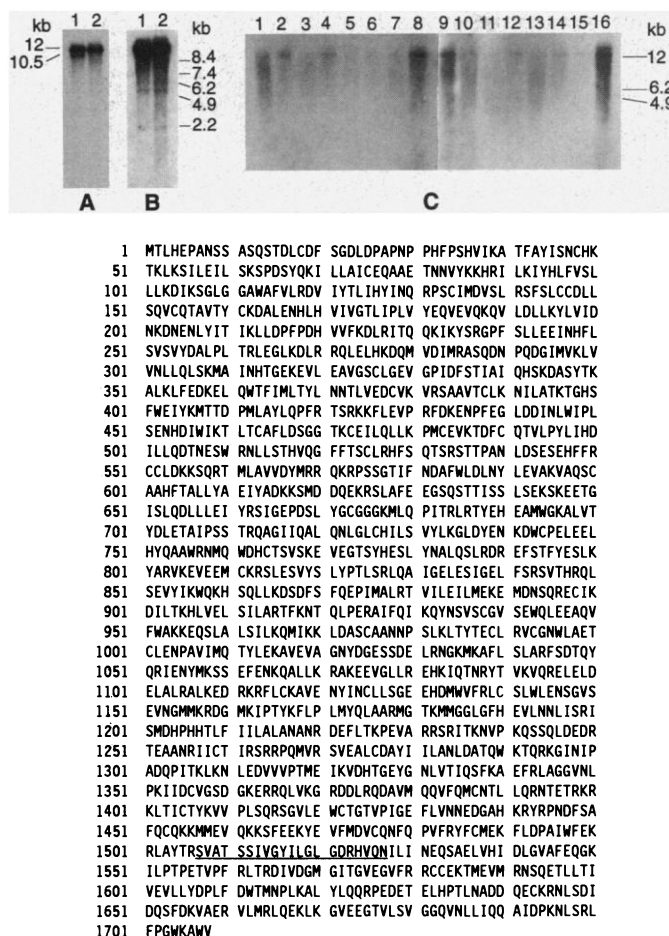 kb 1 2 1 2 kb 1 2 3 4 5 6 7 8 9 10 11 12 13 14 15 16 kb
12
10.5
8.4
7.4
6.2
4.9
2.2
12
6.2
4.9
A B C
1 MTLHEPANSS ASQSTDLCDF SGDLDPAPNP PHFPSHVIKA TFAYISNCHK
51 TKLKSILEIL SKSPDSYQKI LLAICEQAAE TNNVYKKHRI LKIYHLFVSL
101 LLKDIKSGLG GAWAFVLRDV IYTLIHYINQ RPSCIMDVSL RSFSLCCDLL
151 SQVCQTAVTY CKDALENHLH VIVGTLIPLV YEQVEVQKQV LDLLKYLVID
201 NKDNENLYIT IKLLDPFPDH VVFKDLRITQ QKIKYSRGPF SLLEEINHFL
251 SVSVYDALPL TRLEGLKDLR RQLELHKDQM VDIMRASQDN PQDGIMVKLV
301 VNLLQLSKMA INHTGEKEVL EAVGSCLGEV GPIDFSTIAI QHSKDASYTK
351 ALKLFEDKEL QWTFIMLTYL NNTLVEDCVK VRSAAVTCLK NILATKTGHS
401 FWEIYKMTTD PMLAYLQPFR TSRKKFLEVP RFDKENPFEG LDDINLWIPL
451 SENHDIWIKT LTCAFLDSGG TKCEILQLLK PMCEVKTDFC QTVLPYLIHD
501 ILLQDTNESW RNLLSTHVQG FFTSCLRHFS QTSRSTTPAN LDSESEHFFR
551 CCLDKKSQRT MLAVVDYMRR QKRPSSGTIF NDAFWLDLNY LEVAKVAQSC
601 AAHFTALLYA EIYADKKSMD DQEKRSLAFE EGSQSTTISS LSEKSKEETG
651 ISLQDLLLEI YRSIGEPDSL YGCGGGKMLQ PITRLRTYEH EAMWGKALVT
701 YDLETAIPSS TRQAGIIQAL QNLGLCHILS VYLKGLDYEN KDWCPELEEL
751 HYQAAWRNMQ WDHCTSVSKE VEGTSYHESL YNALQSLRDR EFSTFYESLK
801 YARVKEVEEM CKRSLESVYS LYPTLSRLQA IGELESIGEL FSRSVTHRQL
851 SEVYIKWQKH SQLLKDSDFS FQEPIMALRT VILEILMEKE MDNSQRECIK
901 DILTKHLVEL SILARTFKNT QLPERAIFQI KQYNSVSCGV SEWQLEEAQV
951 FWAKKEQSLA LSILKQMIKK LDASCAANNP SLKLTYTECL RVCGNWLAET
1001 CLENPAVIMQ TYLEKAVEVA GNYDGESSDE LRNGKMKAFL SLARFSDTQY
1051 QRIENYMKSS EFENKQALLK RAKEEVGLLR EHKIQTNRYT VKVQRELELD
1101 ELALRALKED RKRFLCKAVE NYINCLLSGE EHDMWVFRLC SLWLENSGVS
1151 EVNGMMKRDG MKIPTYKFLP LMYQLAARMG TKMMGGLGFH EVLNNLISRI
1201 SMDHPHHTLF IILALANANR DEFLTKPEVA RRSRITKNVP KQSSQLDEDR
1251 TEAANRIICT IRSRRPQMVR SVEALCDAYI ILANLDATQW KTQRKGINIP
1301 ADQPITKLKN LEDVVVPTME IKVDHTGEYG NLVTIQSFKA EFRLAGGVNL
1351 PKIIDCVGSD GKERRQLVKG RDDLRQDAVM QQVFQMCNTL LQRNTETRKR
1401 KLTICTYKVV PLSQRSGVLE WCTGTVPIGE FLVNNEDGAH KRYRPNDFSA
1451 FQCQKKMMEV QKKSFEEKYE VFMDVCQNFQ PVFRYFCMEK FLDPAIWFEK
1501 RLAYTRSVAT SSIVGYILGL GDRHVQNILI NEQSAELVHI DLGVAFEQGK
1551 ILPTPETVPF RLTRDIVDGM GITGVEGVFR RCCEKTMEVM RNSQETLLTI
1601 VEVLLYDPLF DWTMNPLKAL YLQQRPEDET ELHPTLNADD QECKRNLSDI
1651 DQSFDKVAER VLMRLQEKLK GVEEGTVLSV GGQVNLLIQQ AIDPKNLSRL
1701 FPGWKAWV